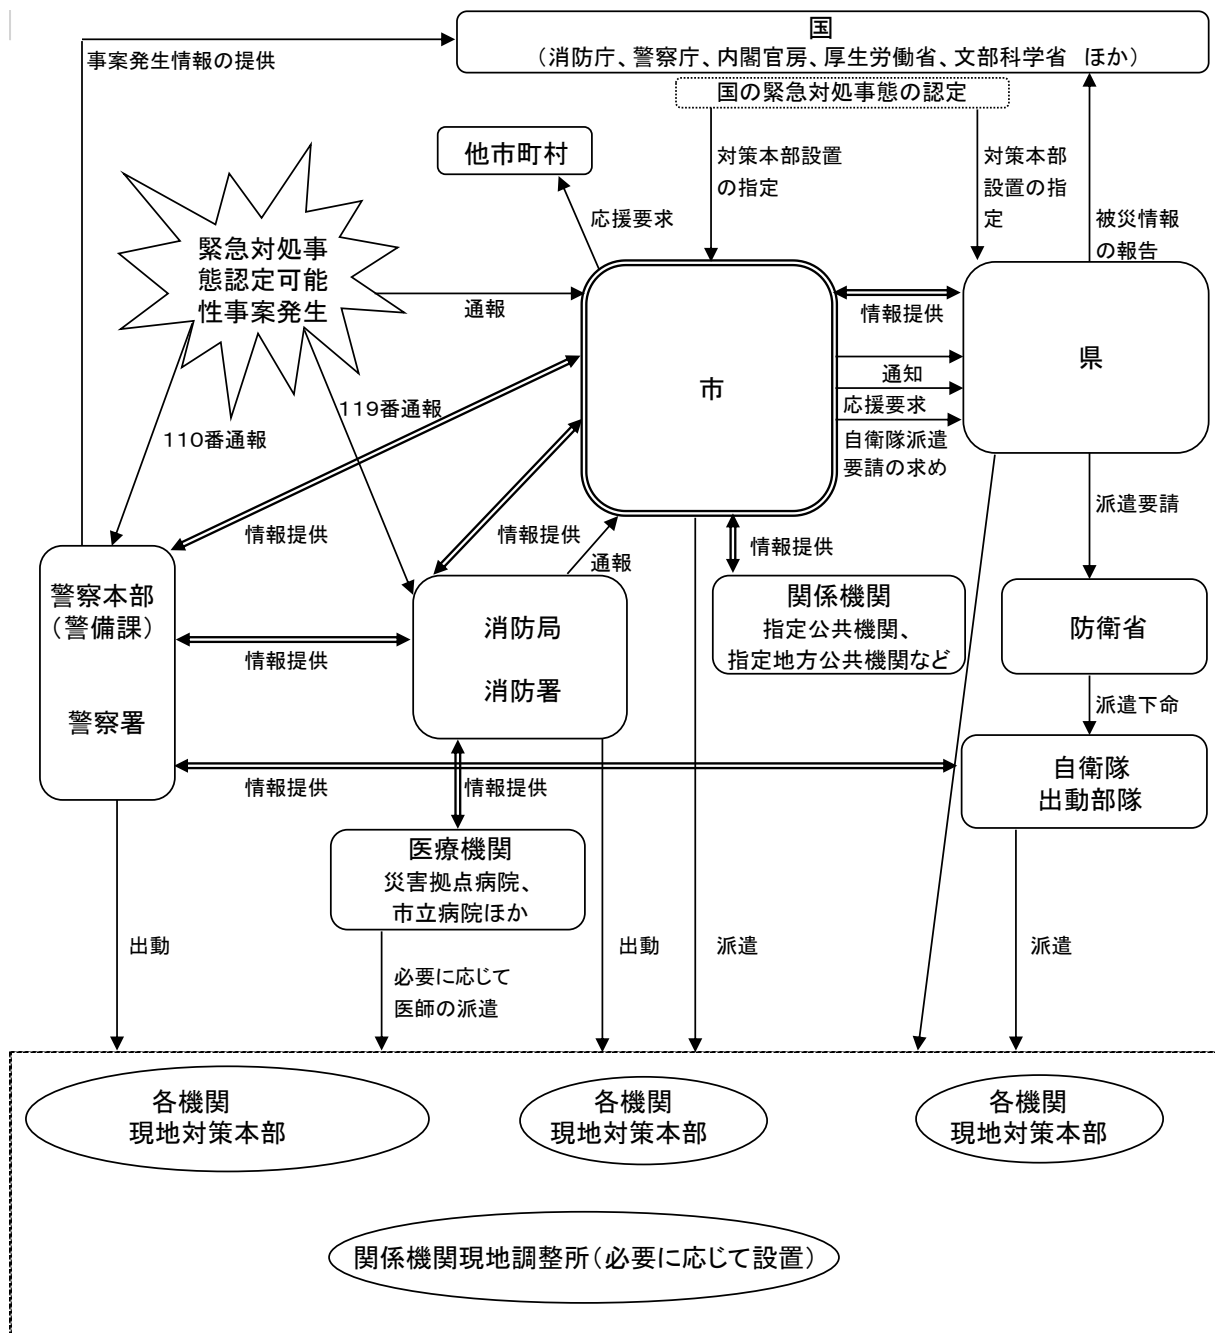 国
（消防庁、警察庁、内閣官房、厚生労働省、文部科学省　ほか）
事案発生情報の提供
国の緊急対処事態の認定
他市町村
対策本部設置
の指定
対策本部
設置の指
定
応援要求
被災情報
の報告
緊急対処事
態認定可能
性事案発生
通報
情報提供
市
県
通知
応援要求
自衛隊派遣
要請の求め
119番通報
110番通報
派遣要請
情報提供
情報提供
情報提供
通報
警察本部
（警備課）
警察署
消防局
消防署
関係機関
指定公共機関、
指定地方公共機関など
防衛省
情報提供
派遣下命
自衛隊
出動部隊
情報提供
情報提供
医療機関
災害拠点病院、
市立病院ほか
出動
必要に応じて
医師の派遣
出動
派遣
派遣
各機関
現地対策本部
各機関
現地対策本部
各機関
現地対策本部
関係機関現地調整所（必要に応じて設置）